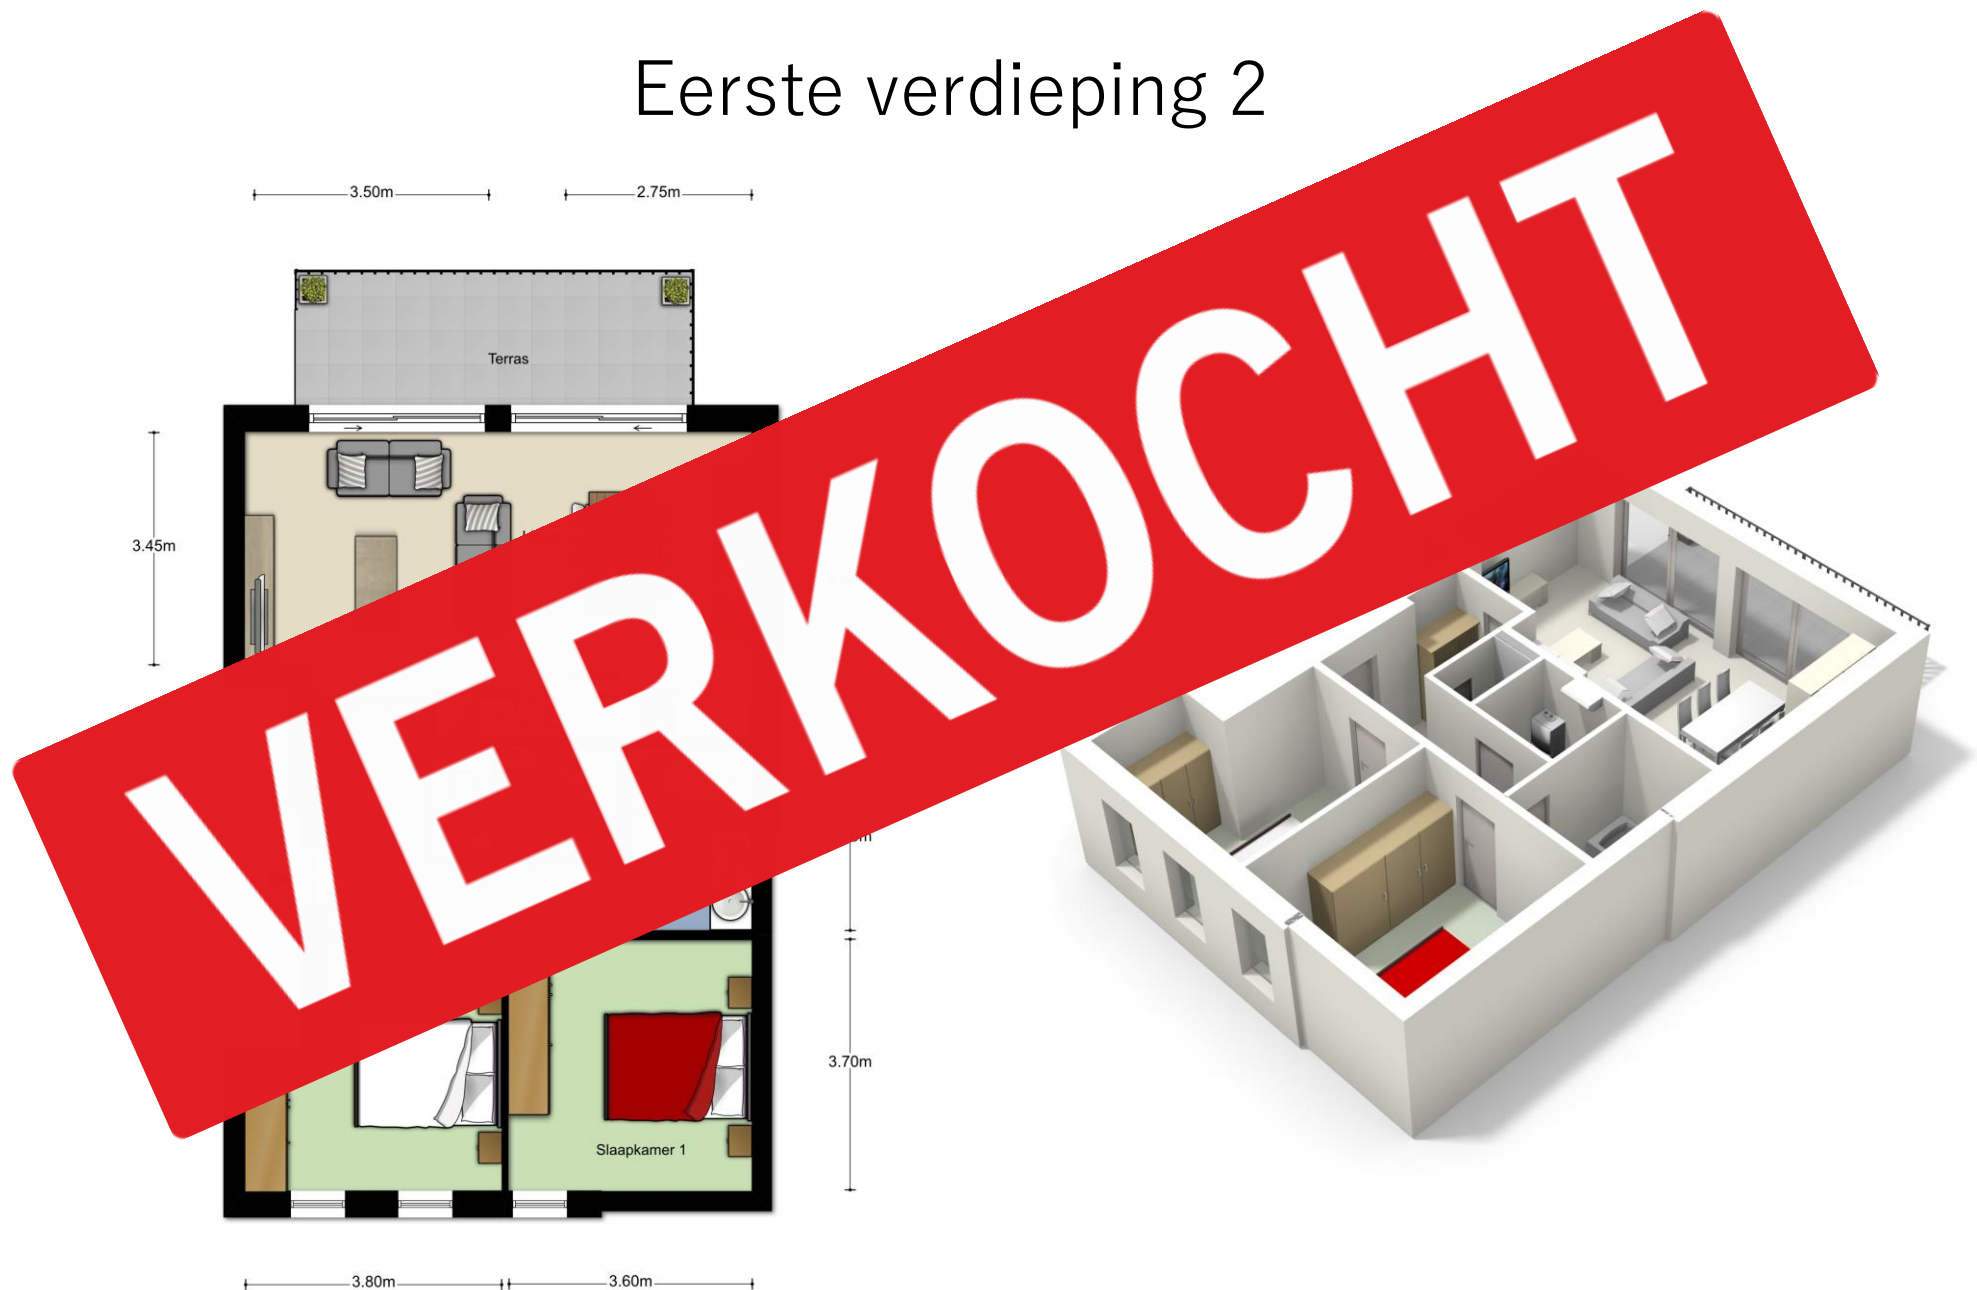 Eerste verdieping 2
3.50m
2.75m
Terras
3.45m
VERKOCHT
3.70m
Slaapkamer 1
3.80m
3.60m